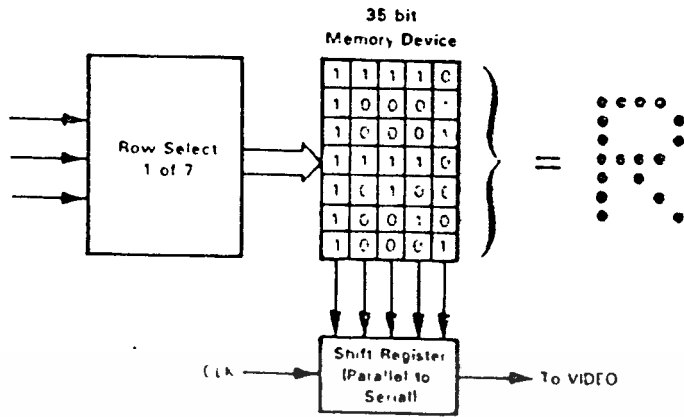 35 bit
Memory Device
Row Select
1 of 7
1 1 1 1 0
1 0 0 0 1
1 0 0 0 1
1 1 1 1 0
1 0 1 0 0
1 0 0 1 0
1 0 0 0 1
=
CLK
Shift Register
(Parallel to
Serial)
To VIDEO